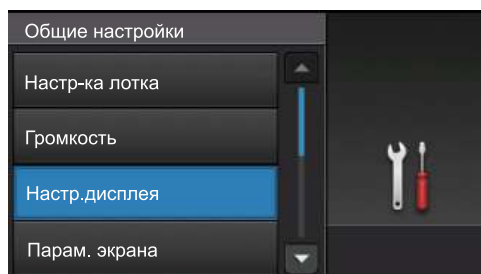 Общие настройки
Настр-ка лотка
Громкость
Настр.дисплея
Парам. экрана